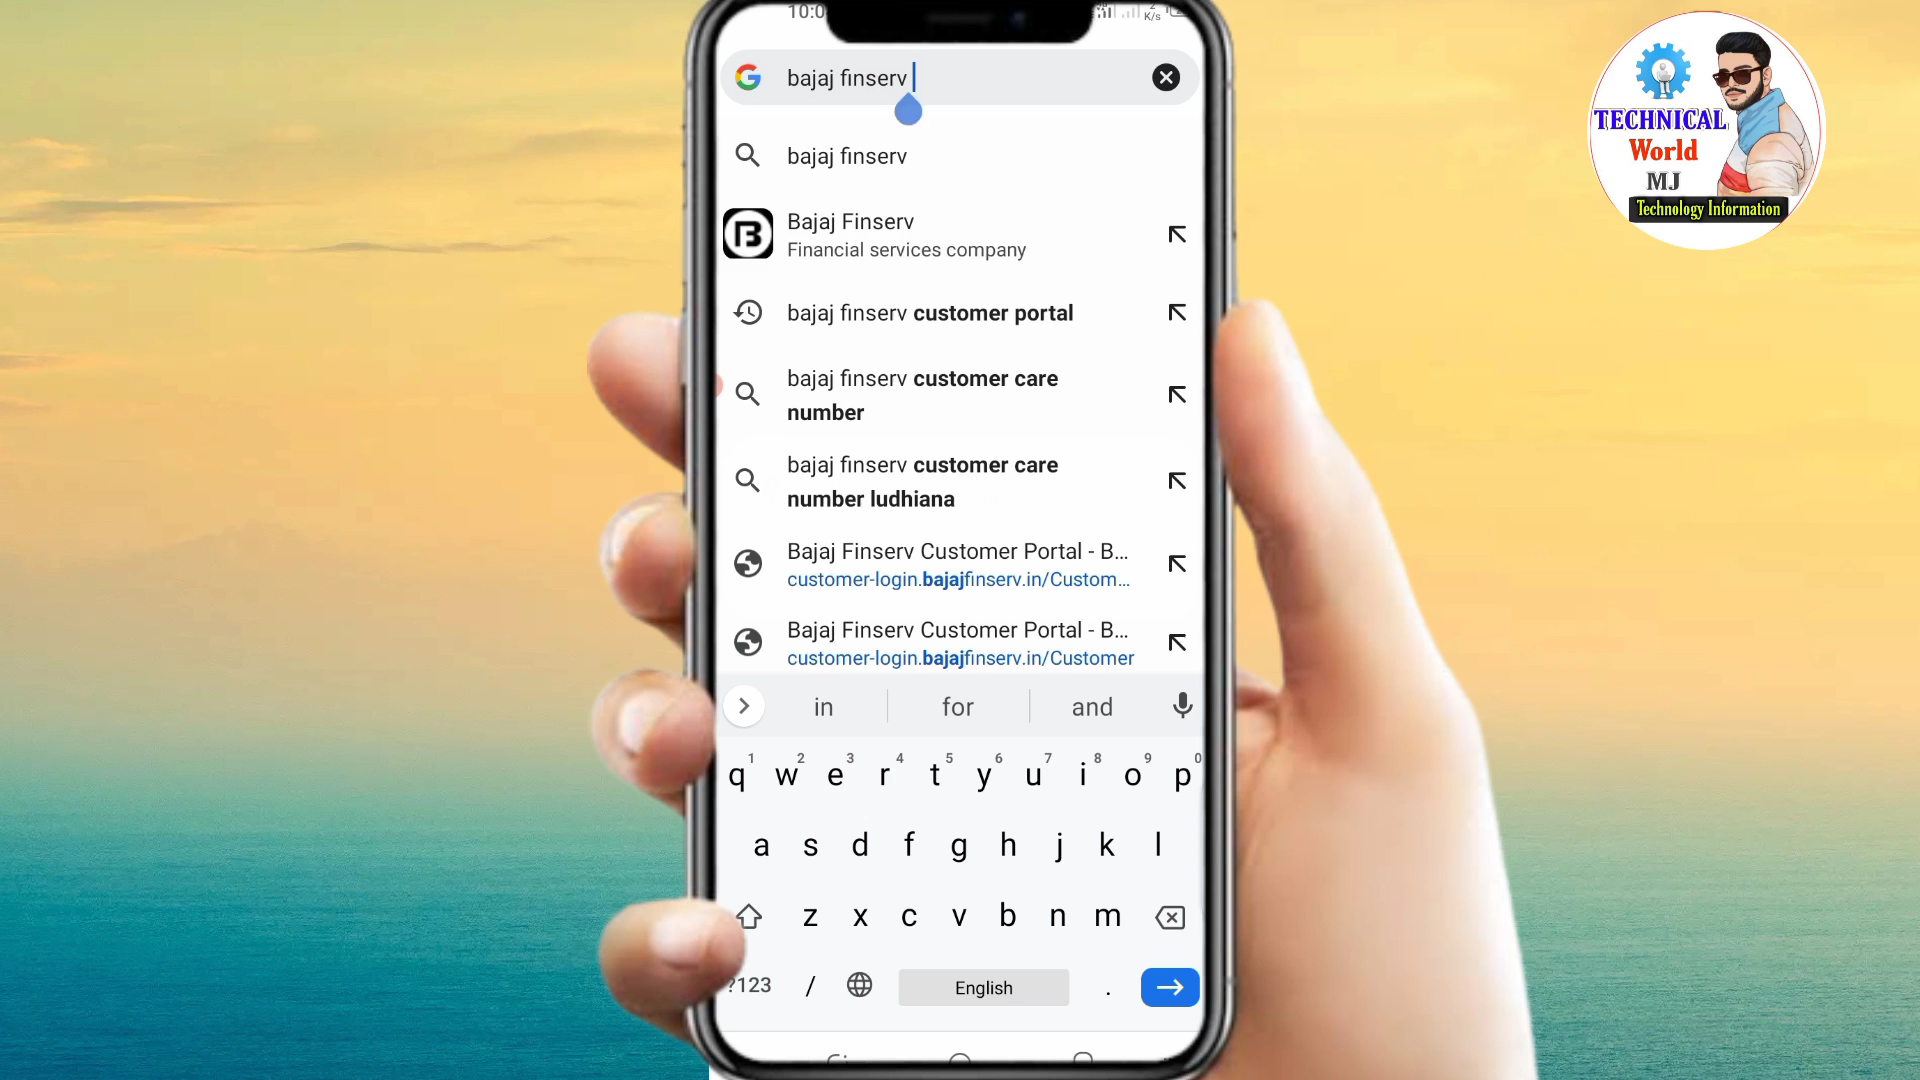 10:0
2
K/s
bajaj finserv
bajaj finserv
Bajaj Finserv
Financial services company
bajaj finserv customer portal
bajaj finserv customer care
number
bajaj finserv customer care
number ludhiana
Bajaj Finserv Customer Portal - B...
customer-login.bajajfinserv.in/Custom...
Bajaj Finserv Customer Portal - B...
customer-login.bajajfinserv.in/Customer
in for and
1 2 3 4 5 6 7 8 9 0
q w e r t y u i o p
a s d f g h j k l
z x c v b n m
?123 / English .
TECHNICAL
World
MJ
Technology Information